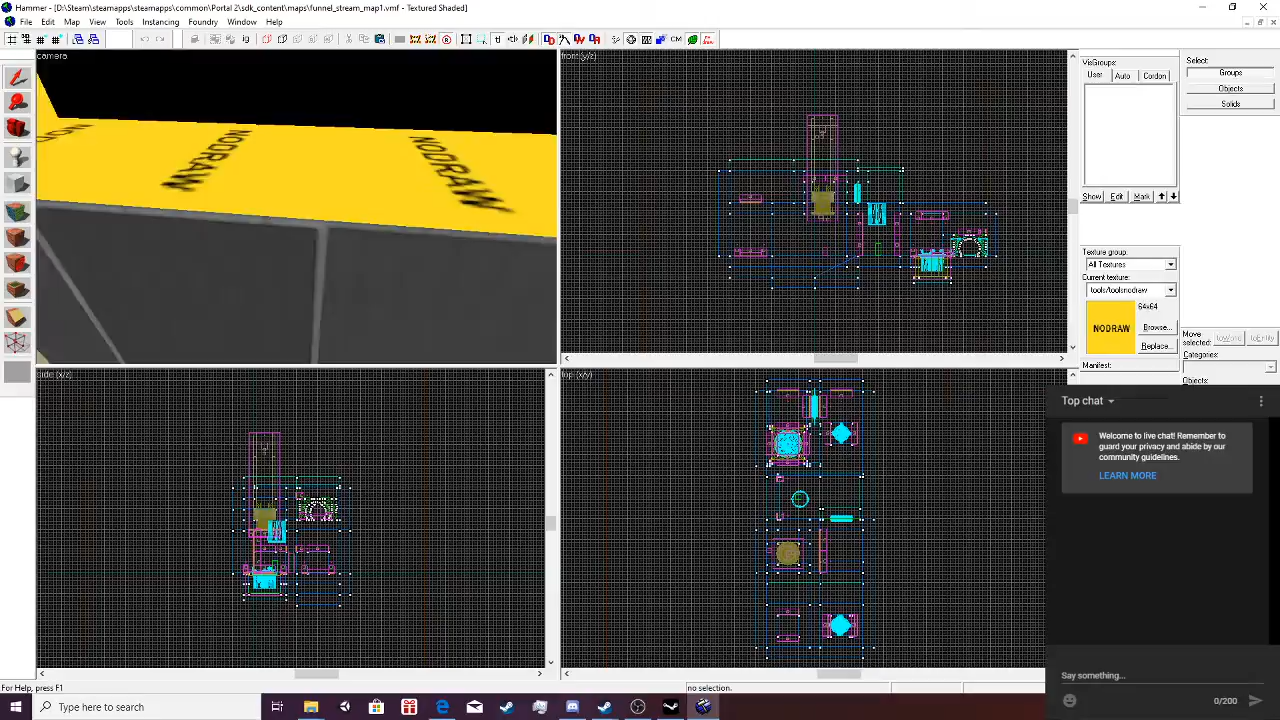 Hammer - [D:\Steam\steamapps\steamapps\common\Portal 2\sdk_content\maps\funnel_stream_map1.vmf - Textured Shaded]
File Edit Map View Tools Instancing Foundry Window Help
camera
front (y/z)
NODRAW
NODRAW
VisGroups:
User Auto Cordon
Show Edit Mark
Select:
Groups
Objects
Solids
Texture group:
All Textures
Current texture:
tools/toolsnodraw
64x64
NODRAW
Browse...
Replace...
Manifest:
Move
selected:
toWorld
toEntity
Categories:
Objects:
side (x/z)
top (x/y)
Top chat
Welcome to live chat! Remember to
guard your privacy and abide by our
community guidelines.
LEARN MORE
Say something...
0/200
For Help, press F1
no selection.
Type here to search